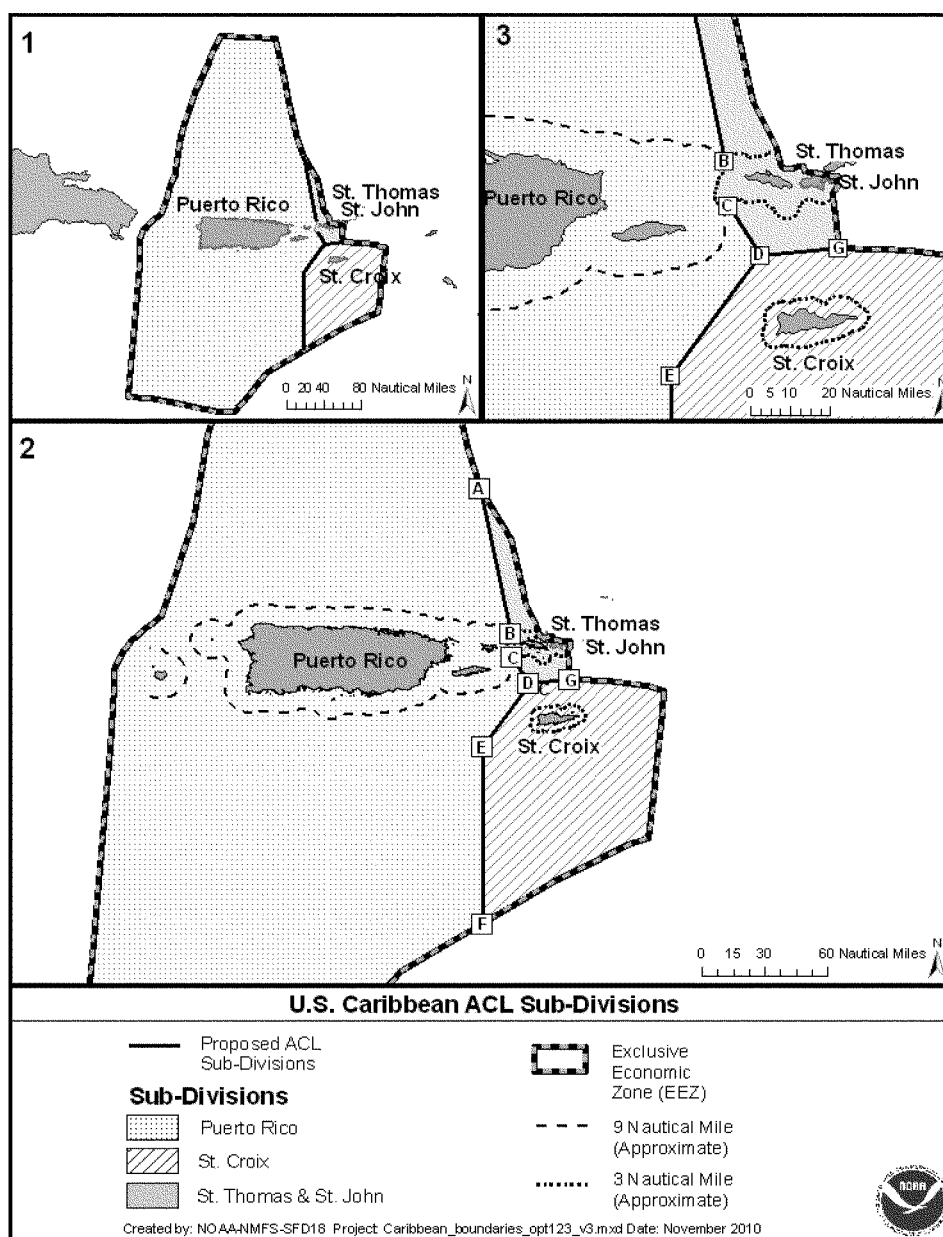 1
St. Thomas
St. John
Puerto Rico
St. Croix
0 20 40 80 Nautical Miles
N
3
B
St. Thomas
St. John
Puerto Rico
C
D
G
E
St. Croix
0 5 10 20 Nautical Miles
N
2
A
B
St. Thomas
St. John
C
Puerto Rico
D
G
E
St. Croix
F
0 15 30 60 Nautical Miles
N
U.S. Caribbean ACL Sub-Divisions
Proposed ACL
Sub-Divisions
Sub-Divisions
Puerto Rico
St. Croix
St. Thomas & St. John
Exclusive
Economic
Zone (EEZ)
9 Nautical Mile
(Approximate)
3 Nautical Mile
(Approximate)
NOAA
Created by: NOAA-NMFS-SFD18 Project: Caribbean_boundaries_opt123_v3.mxd Date: November 2010